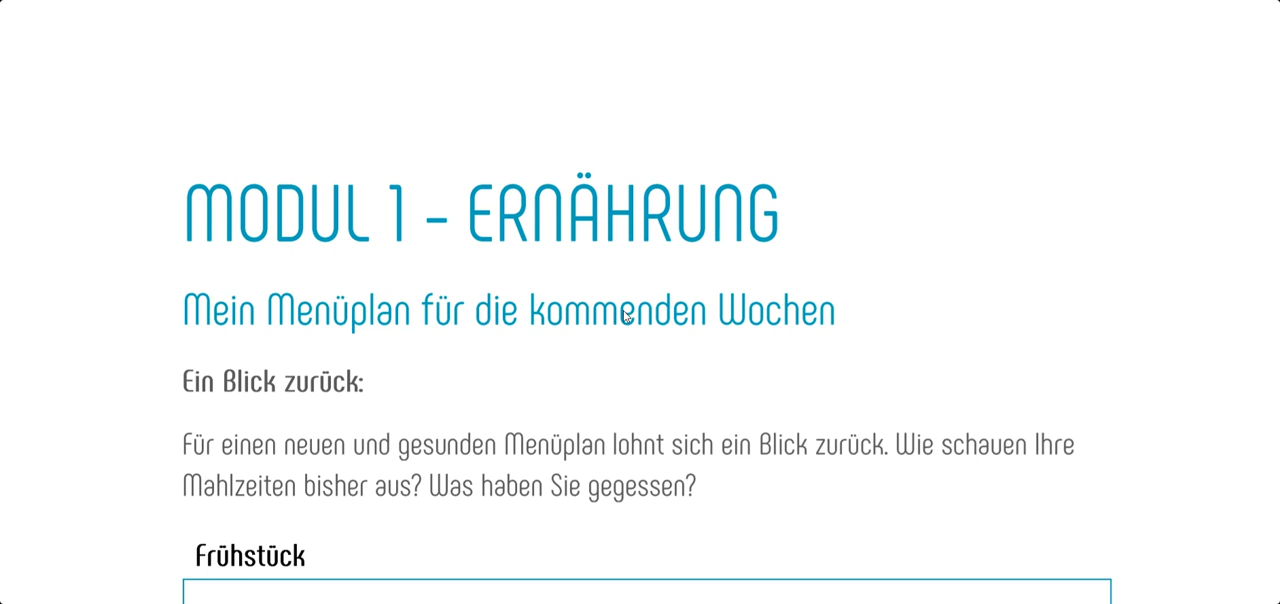 MODUL 1 - ERNÄHRUNG
Mein Menüplan für die kommenden Wochen
Ein Blick zurück:
Für einen neuen und gesunden Menüplan lohnt sich ein Blick zurück. Wie schauen Ihre
Mahlzeiten bisher aus? Was haben Sie gegessen?
Frühstück